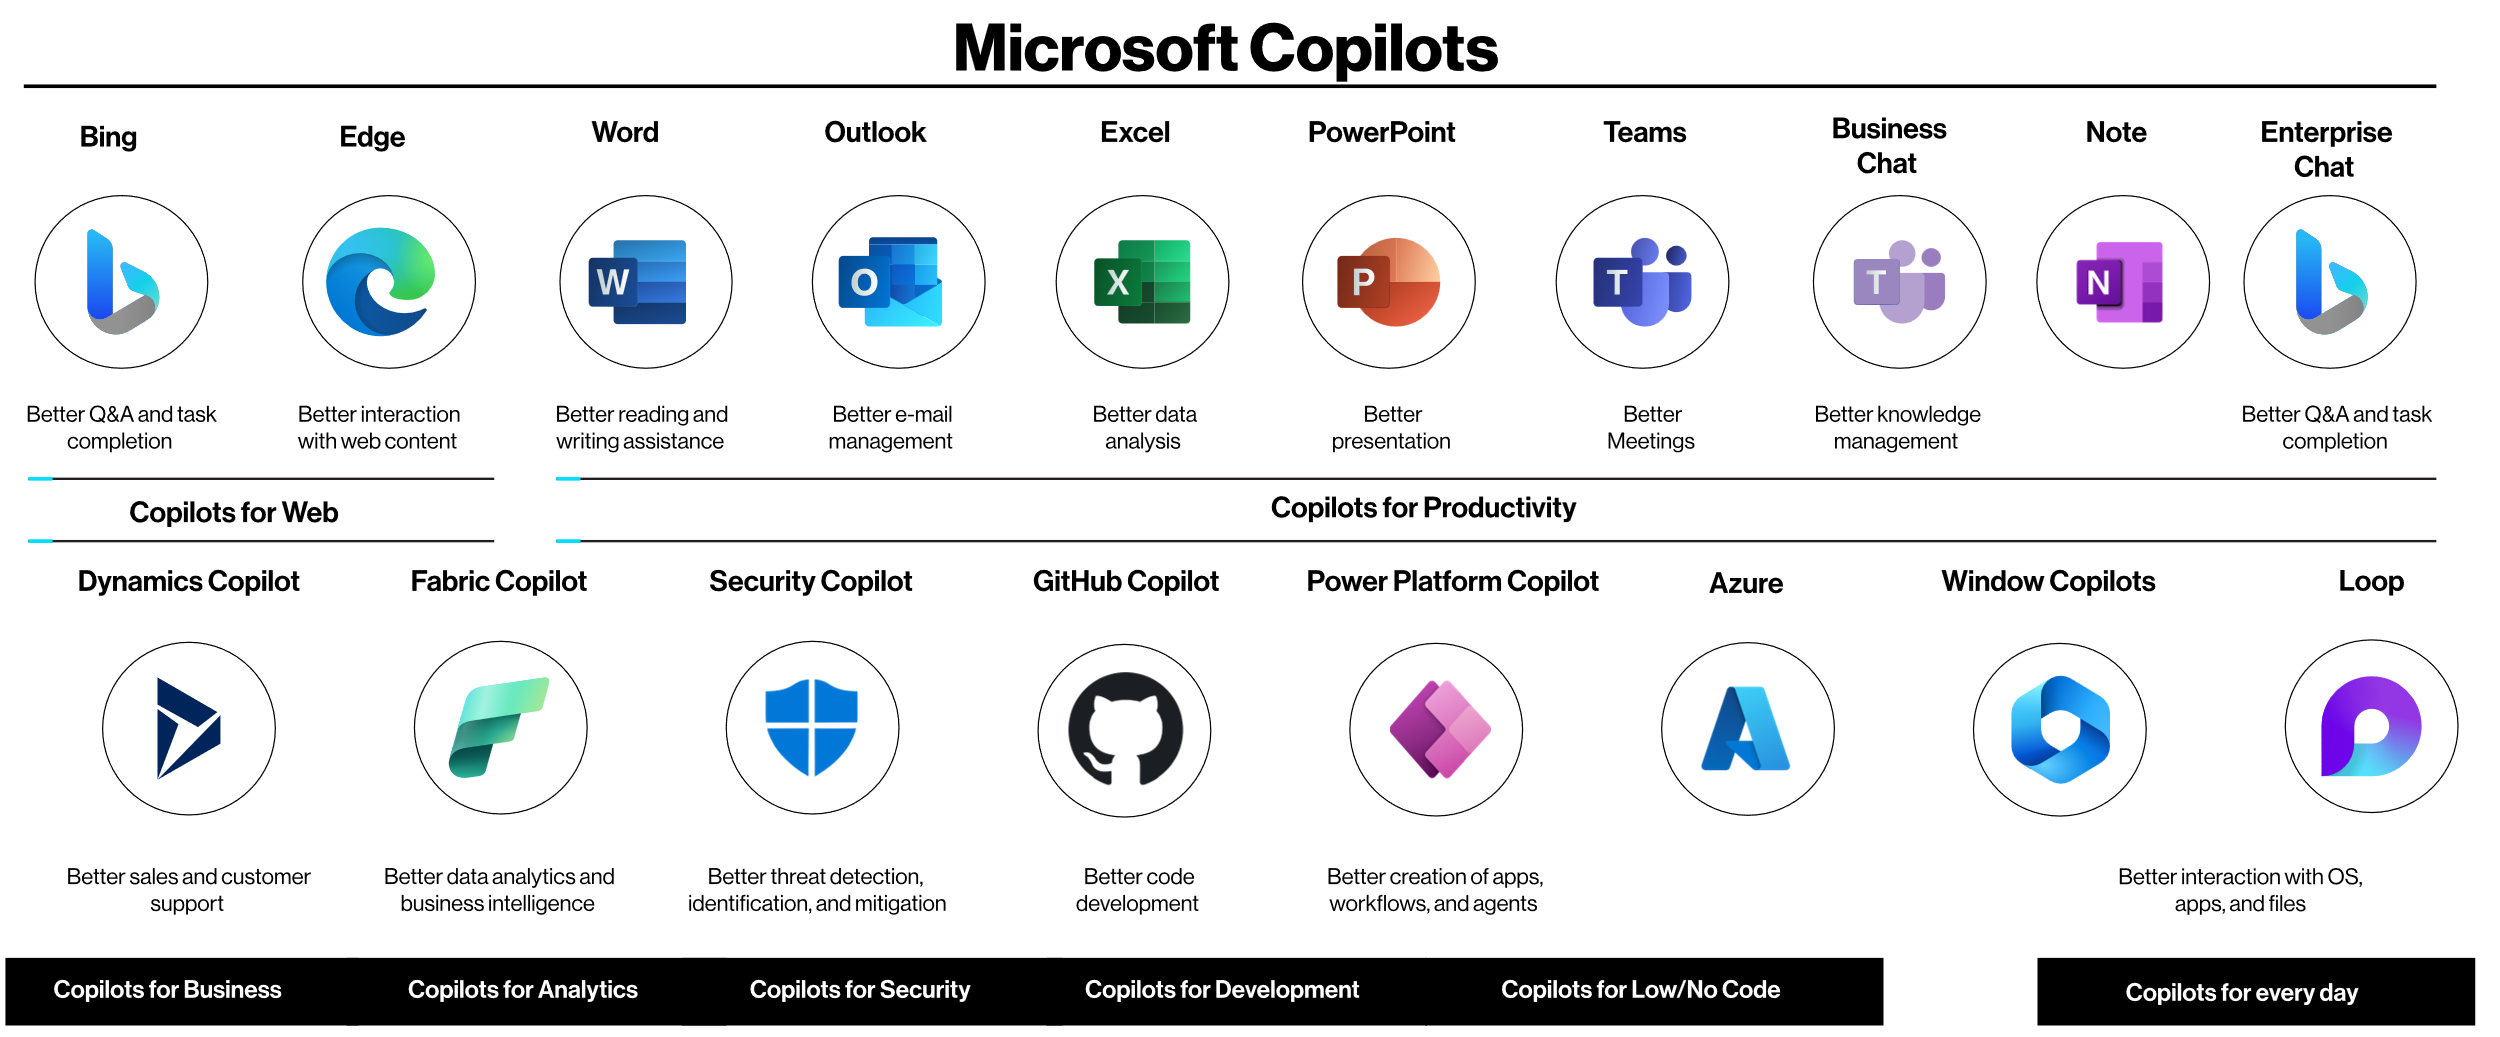 Microsoft Copilots
Bing
Edge
Word
Outlook
Excel
PowerPoint
Teams
Business
Chat
Note
Enterprise
Chat
W
O
X
P
T
T
N
Better Q&A and task
completion
Better interaction
with web content
Better reading and
writing assistance
Better e-mail
management
Better data
analysis
Better
presentation
Better
Meetings
Better knowledge
management
Better Q&A and task
completion
Copilots for Web
Copilots for Productivity
Dynamics Copilot
Fabric Copilot
Security Copilot
GitHub Copilot
Power Platform Copilot
Azure
Window Copilots
Loop
Better sales and customer
support
Better data analytics and
business intelligence
Better threat detection,
identification, and mitigation
Better code
development
Better creation of apps,
workflows, and agents
Better interaction with OS,
apps, and files
Copilots for Business
Copilots for Analytics
Copilots for Security
Copilots for Development
Copilots for Low/No Code
Copilots for every day